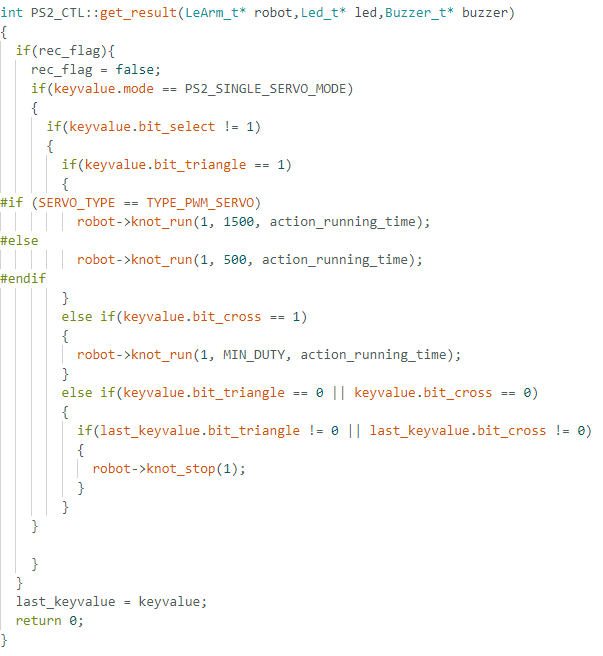 int PS2_CTL::get_result(LeArm_t* robot,Led_t* led,Buzzer_t* buzzer)
{
  if(rec_flag){
    rec_flag = false;
    if(keyvalue.mode == PS2_SINGLE_SERVO_MODE)
    {
      if(keyvalue.bit_select != 1)
      {
        if(keyvalue.bit_triangle == 1)
        {
#if (SERVO_TYPE == TYPE_PWM_SERVO)
          robot->knot_run(1, 1500, action_running_time);
#else
          robot->knot_run(1, 500, action_running_time);
#endif
        }
        else if(keyvalue.bit_cross == 1)
        {
          robot->knot_run(1, MIN_DUTY, action_running_time);
        }
        else if(keyvalue.bit_triangle == 0 || keyvalue.bit_cross == 0)
        {
          if(last_keyvalue.bit_triangle != 0 || last_keyvalue.bit_cross != 0)
          {
            robot->knot_stop(1);
          }
        }
    }

    }
  }
  last_keyvalue = keyvalue;
  return 0;
}